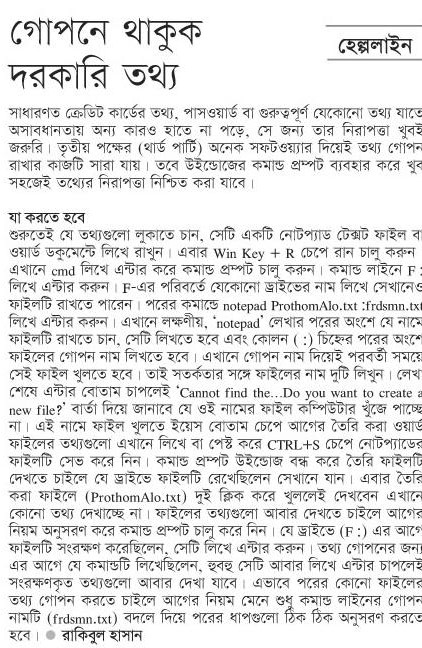 গোপনে থাকুক
দরকারি তথ্য
হেল্পলাইন
সাধারণত ক্রেডিট কার্ডের তথ্য, পাসওয়ার্ড বা গুরুত্বপূর্ণ যেকোনো তথ্য যাতে
অসাবধানতায় অন্য কারও হাতে না পড়ে, সে জন্য তার নিরাপত্তা খুবই
জরুরি। তৃতীয় পক্ষের (থার্ড পার্টি) অনেক সফটওয়্যার দিয়েই তথ্য গোপন
রাখার কাজটি সারা যায়। তবে উইন্ডোজের কমান্ড প্রম্পট ব্যবহার করে খুব
সহজেই তথ্যের নিরাপত্তা নিশ্চিত করা যাবে।
যা করতে হবে
শুরুতেই যে তথ্যগুলো লুকাতে চান, সেটি একটি নোটপ্যাড টেক্সট ফাইল বা
ওয়ার্ড ডকুমেন্টে লিখে রাখুন। এবার Win Key + R চেপে রান চালু করুন।
এখানে cmd লিখে এন্টার করে কমান্ড প্রম্পট চালু করুন। কমান্ড লাইনে F :
লিখে এন্টার করুন। F-এর পরিবর্তে যেকোনো ড্রাইভের নাম লিখে সেখানেও
ফাইলটি রাখতে পারেন। পরের কমান্ডে notepad ProthomAlo.txt :frdsmn.txt
লিখে এন্টার করুন। এখানে লক্ষণীয়, ‘notepad’ লেখার পরের অংশে যে নামে
ফাইলটি রাখতে চান, সেটি লিখতে হবে এবং কোলন ( : ) চিহ্নের পরের অংশে
ফাইলের গোপন নাম লিখতে হবে। এখানে গোপন নাম দিয়েই পরবর্তী সময়ে
সেই ফাইল খুলতে হবে। তাই সতর্কতার সঙ্গে ফাইলের নাম দুটি লিখুন। লেখা
শেষে এন্টার বোতাম চাপলেই ‘Cannot find the...Do you want to create a
new file?’ বার্তা দিয়ে জানাবে যে ওই নামের ফাইল কম্পিউটার খুঁজে পাচ্ছে
না। এই নামে ফাইল খুলতে ইয়েস বোতাম চেপে আগের তৈরি করা ওয়ার্ড
ফাইলের তথ্যগুলো এখানে লিখে বা পেস্ট করে CTRL+S চেপে নোটপ্যাডের
ফাইলটি সেভ করে নিন। কমান্ড প্রম্পট উইন্ডোজ বন্ধ করে তৈরি ফাইলটি
দেখতে চাইলে যে ড্রাইভে ফাইলটি রেখেছিলেন সেখানে যান। এবার তৈরি
করা ফাইলে (ProthomAlo.txt) দুই ক্লিক করে খুললেই দেখবেন এখানে
কোনো তথ্য দেখাচ্ছে না। ফাইলের তথ্যগুলো আবার দেখতে চাইলে আগের
নিয়ম অনুসরণ করে কমান্ড প্রম্পট চালু করে নিন। যে ড্রাইভে (F : ) এর আগে
ফাইলটি সংরক্ষণ করেছিলেন, সেটি লিখে এন্টার করুন। তথ্য গোপনের জন্য
এর আগে যে কমান্ডটি লিখেছিলেন, হুবহু সেটি আবার লিখে এন্টার চাপলেই
সংরক্ষণকৃত তথ্যগুলো আবার দেখা যাবে। এভাবে পরের কোনো ফাইলের
তথ্য গোপন করতে চাইলে আগের নিয়ম মেনে শুধু কমান্ড লাইনের গোপন
নামটি (frdsmn.txt) বদলে দিয়ে পরের ধাপগুলো ঠিক ঠিক অনুসরণ করতে
হবে। ● রাকিবুল হাসান